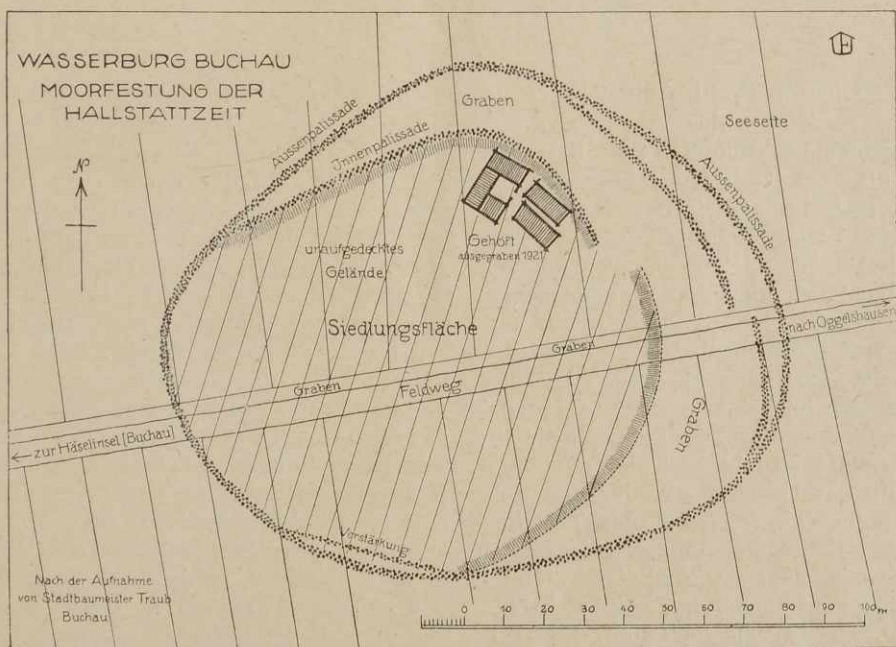 WASSERBURG BUCHAU
MOORFESTUNG DER
HALLSTATTZEIT
N
Aussenpalissade
Graben
Seeseite
Innenpalissade
Aussenpalissade
unaufgedecktes
Gelände
Gehöft
ausgegraben 1921
Siedlungsfläche
nach Oggelshausen
Graben
Graben
Feldweg
zur Häselinsel [Buchau]
Graben
Verstärkung
Nach der Aufnahme
von Stadtbaumeister Traub
Buchau
0 10 20 30 40 50 60 70 80 90 100